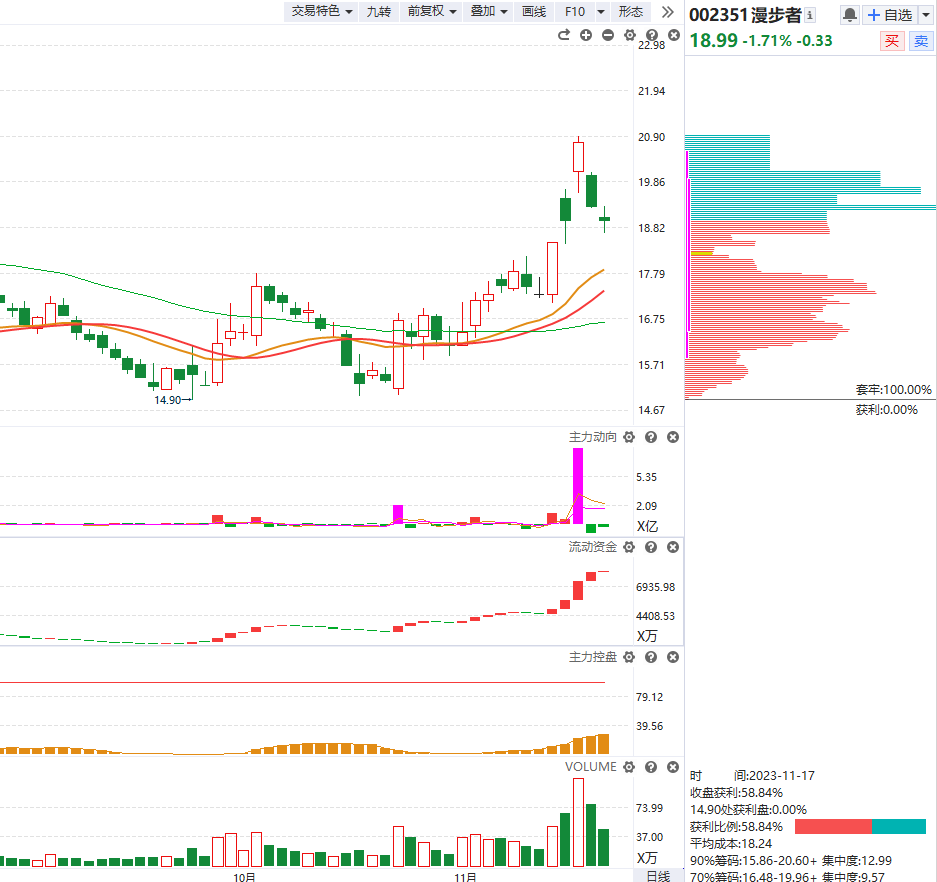 交易特色 九转 前复权 叠加 画线 F10 形态
002351漫步者
自选
18.99 -1.71% -0.33
买 卖
22.98
21.94
20.90
19.86
18.82
17.79
16.75
15.71
14.67
14.90
套牢:100.00%
获利:0.00%
主力动向
5.35
2.09
X亿
流动资金
6935.98
4408.53
X万
主力控盘
79.12
39.56
VOLUME
73.99
37.00
X万
10月 11月 日线
时 间:2023-11-17
收盘获利:58.84%
14.90处获利盘:0.00%
获利比例:58.84%
平均成本:18.24
90%筹码:15.86-20.60+ 集中度:12.99
70%筹码:16.48-19.96+ 集中度:9.57